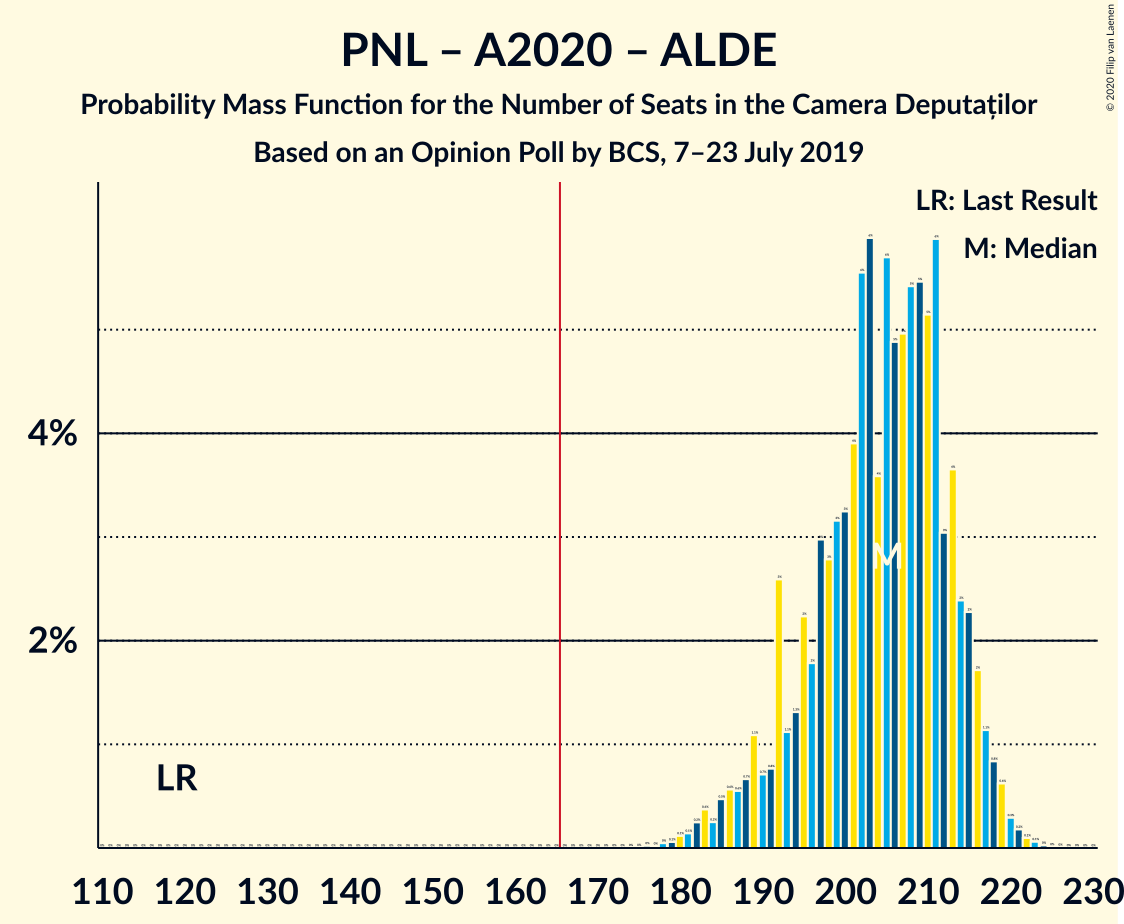 PNL – A2020 – ALDE
Probability Mass Function for the Number of Seats in the Camera Deputaților
Based on an Opinion Poll by BCS, 7–23 July 2019
© 2020 Filip van Laenen
LR: Last Result
M: Median
4%
2%
M
LR
110 120 130 140 150 160 170 180 190 200 210 220 230